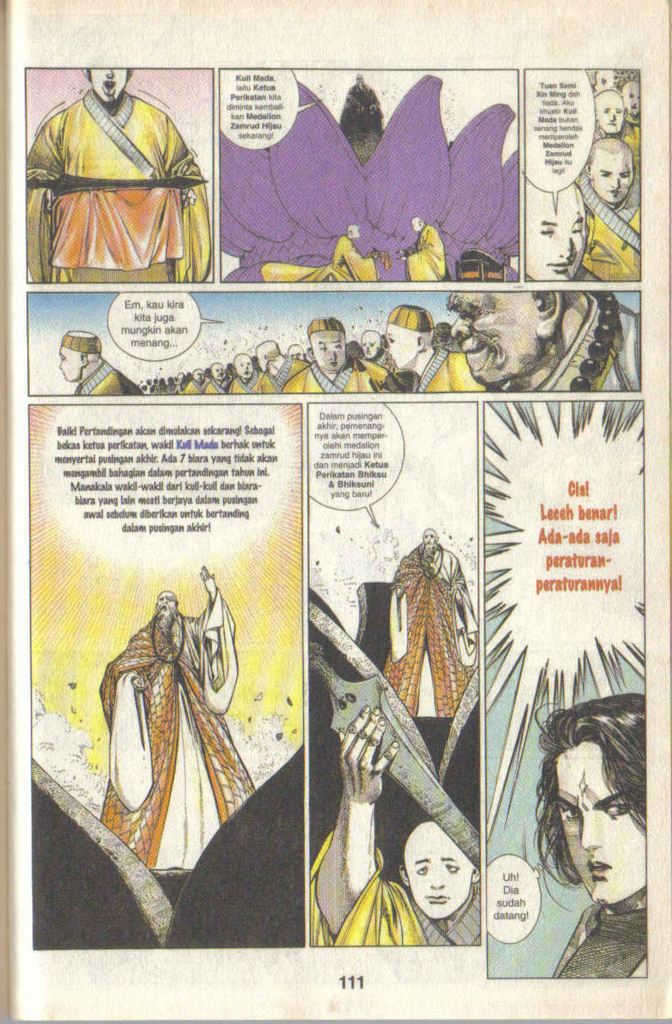 Kuil Mada,
iaitu Ketua
Perikatan kita
diminta kembali-
kan Medalion
Zamrud Hijau
sekarang!
Tuan Sami
Xin Ming dah
tiada. Aku
khuatir Kuil
Mada bukan
senang hendak
memperoleh
Medalion
Zamrud
Hijau itu
lagi!
Em, kau kira
kita juga
mungkin akan
menang...
Baik! Pertandingan akan dimulakan sekarang! Sebagai
bekas ketua perikatan, wakil Kuil Mada berhak untuk
menyertai pusingan akhir. Ada 7 biara yang tidak akan
mengambil bahagian dalam pertandingan tahun ini.
Manakala wakil-wakil dari kuil-kuil dan biara-
biara yang lain mesti berjaya dalam pusingan
awal sebelum diberikan untuk bertanding
dalam pusingan akhir!
Dalam pusingan
akhir, pemenang-
nya akan memper-
olehi medalion
zamrud hijau ini
dan menjadi Ketua
Perikatan Bhiksu
& Bhiksuni
yang baru!
Cis!
Leceh benar!
Ada-ada saja
peraturan-
peraturannya!
Uh!
Dia
sudah
datang!
111